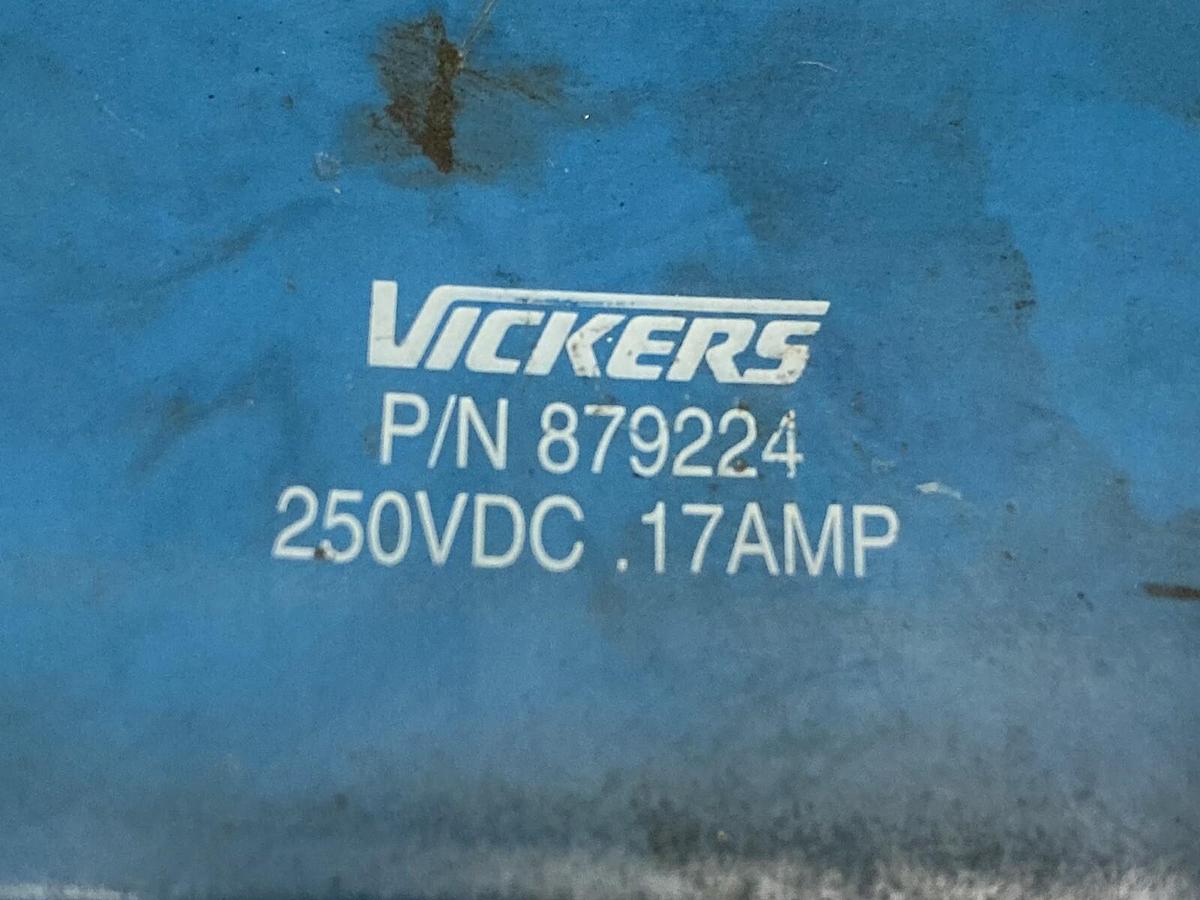 VICKERS
P/N 879224
250VDC .17AMP